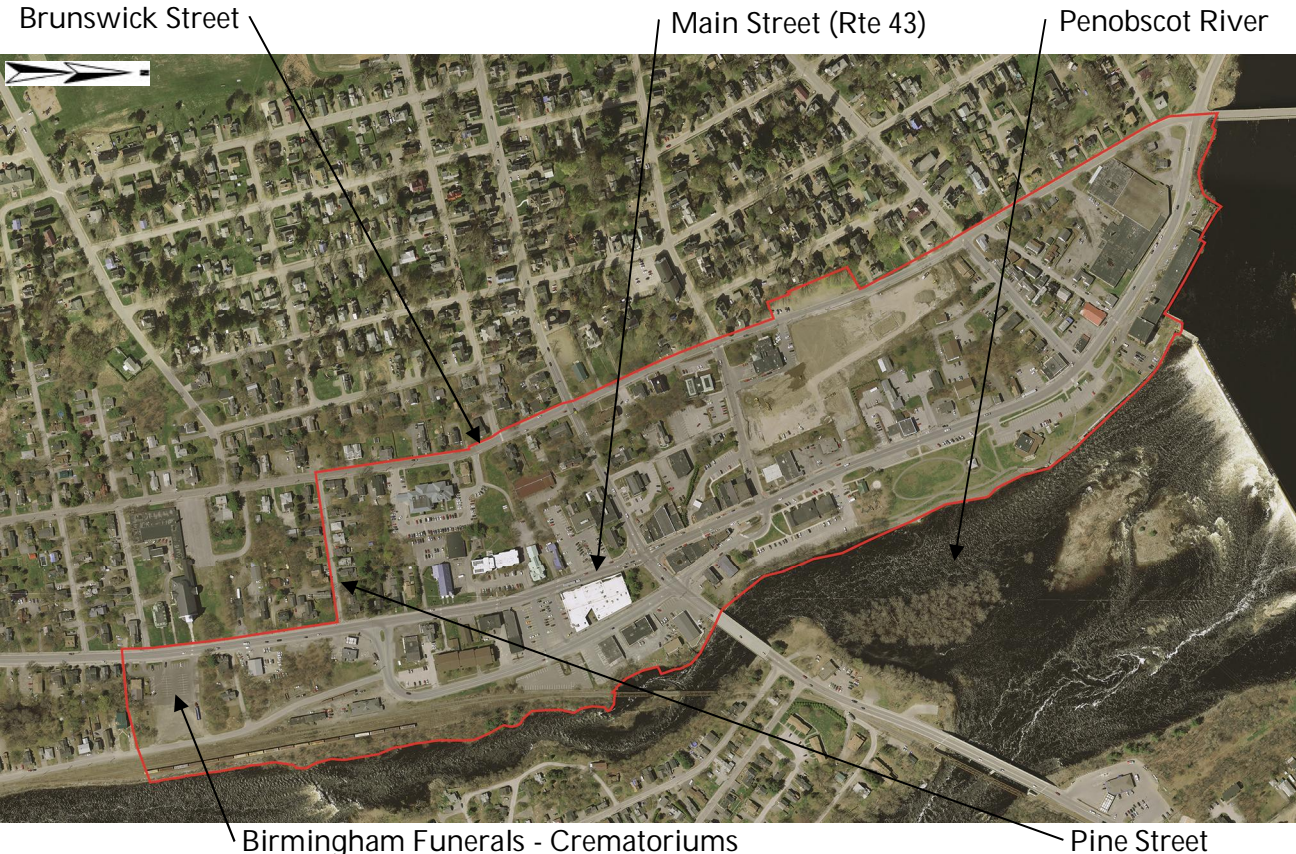 Brunswick Street
Main Street (Rte 43)
Penobscot River
Birmingham Funerals - Crematoriums
Pine Street